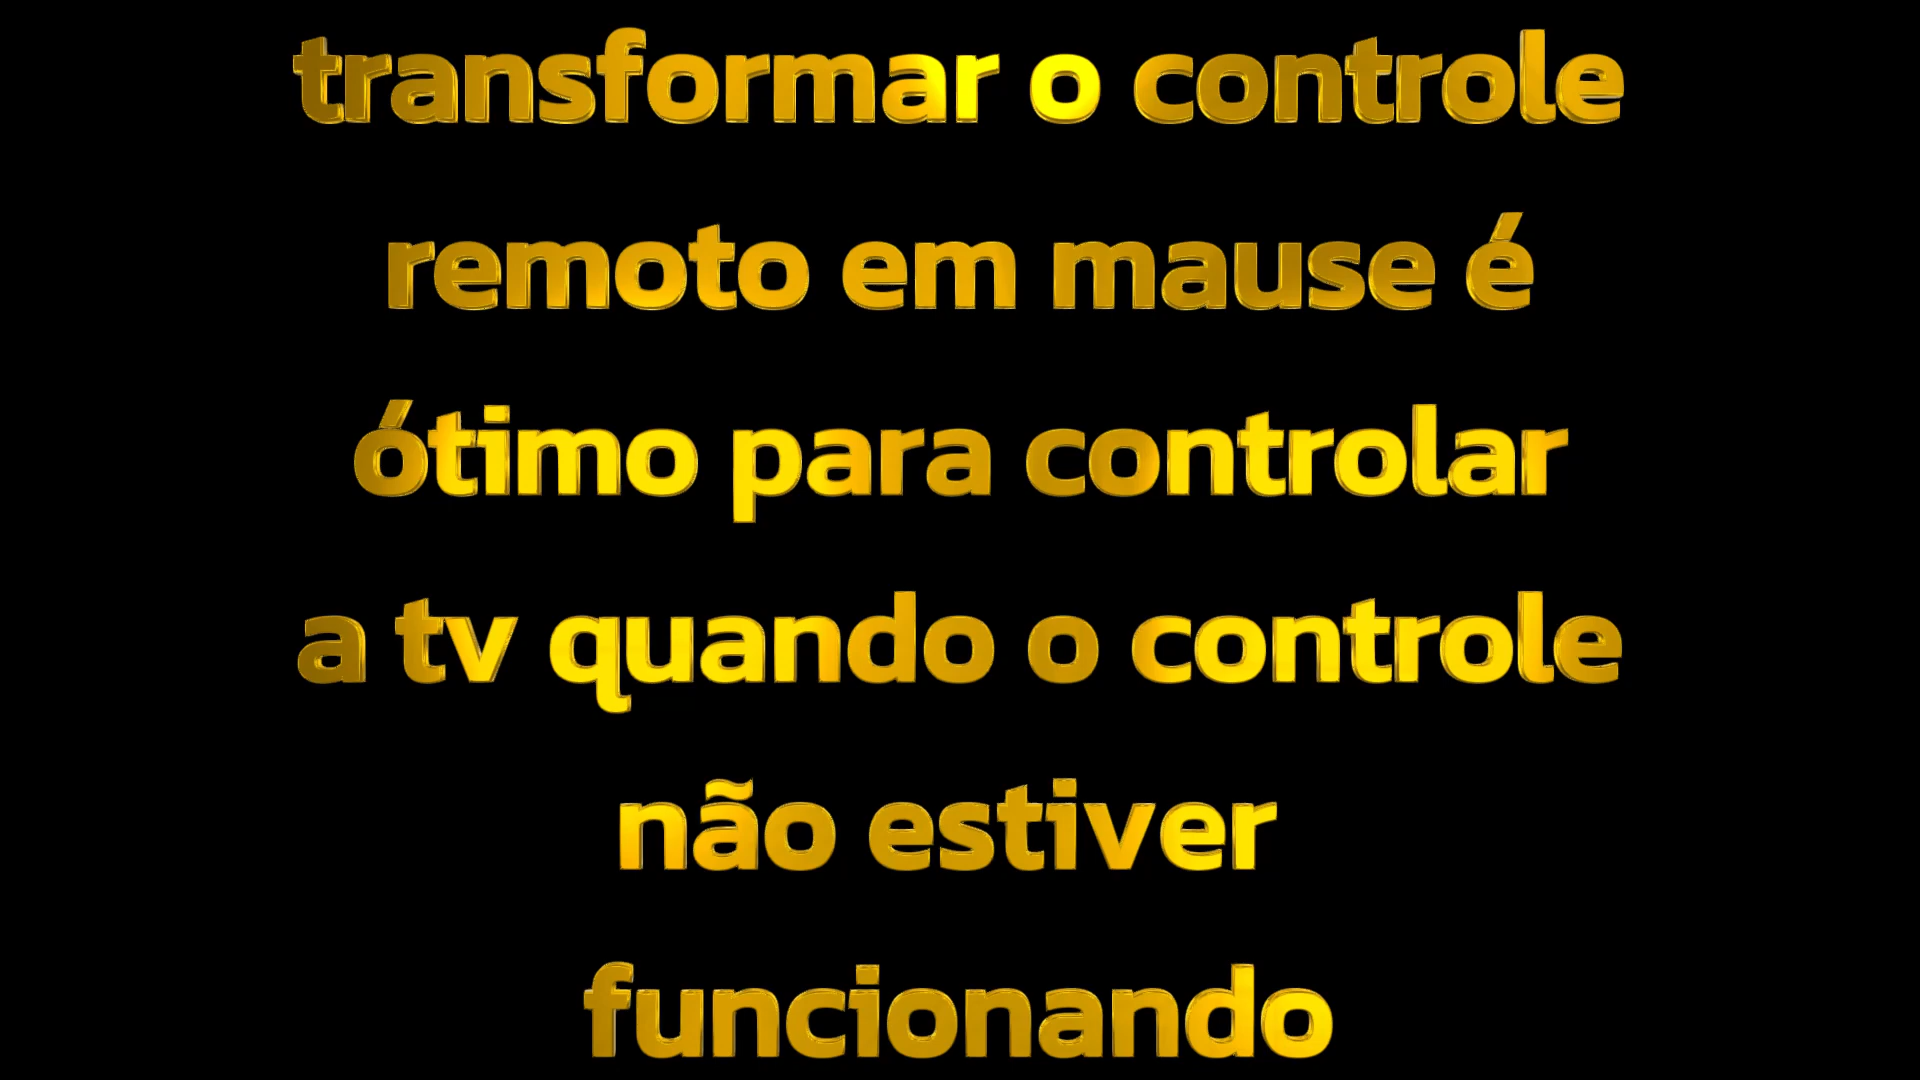 transformar o controle
remoto em mause é
ótimo para controlar
a tv quando o controle
não estiver
funcionando